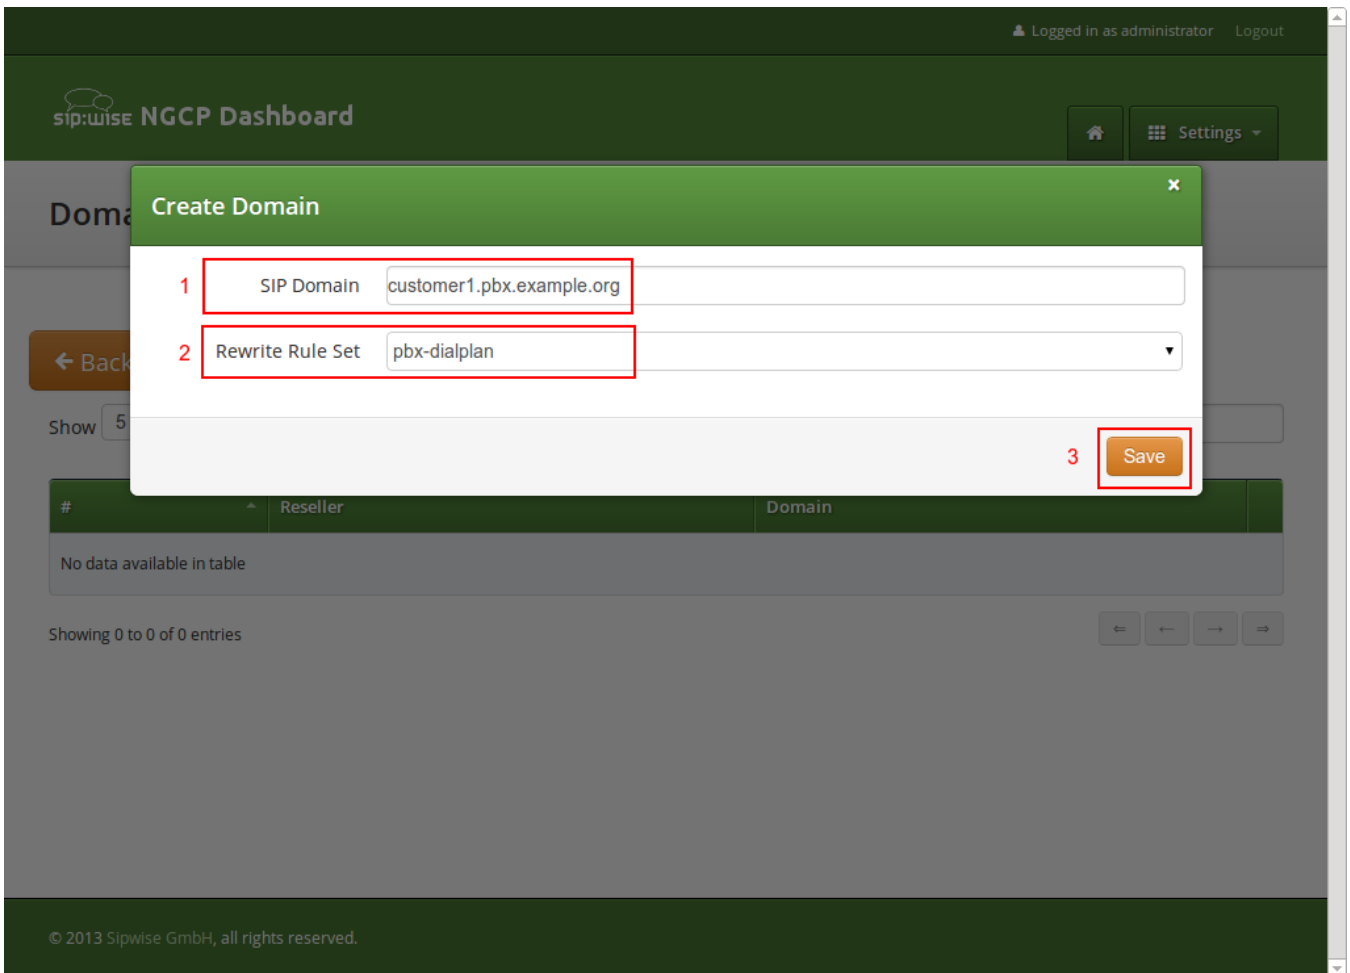 Logged in as administrator Logout
sip:wise NGCP Dashboard
Settings
Doma
Create Domain
×
1 SIP Domain customer1.pbx.example.org
2 Rewrite Rule Set pbx-dialplan
← Back
Show 5
3 Save
# Reseller Domain
No data available in table
Showing 0 to 0 of 0 entries
⇐ ← → ⇒
© 2013 Sipwise GmbH, all rights reserved.